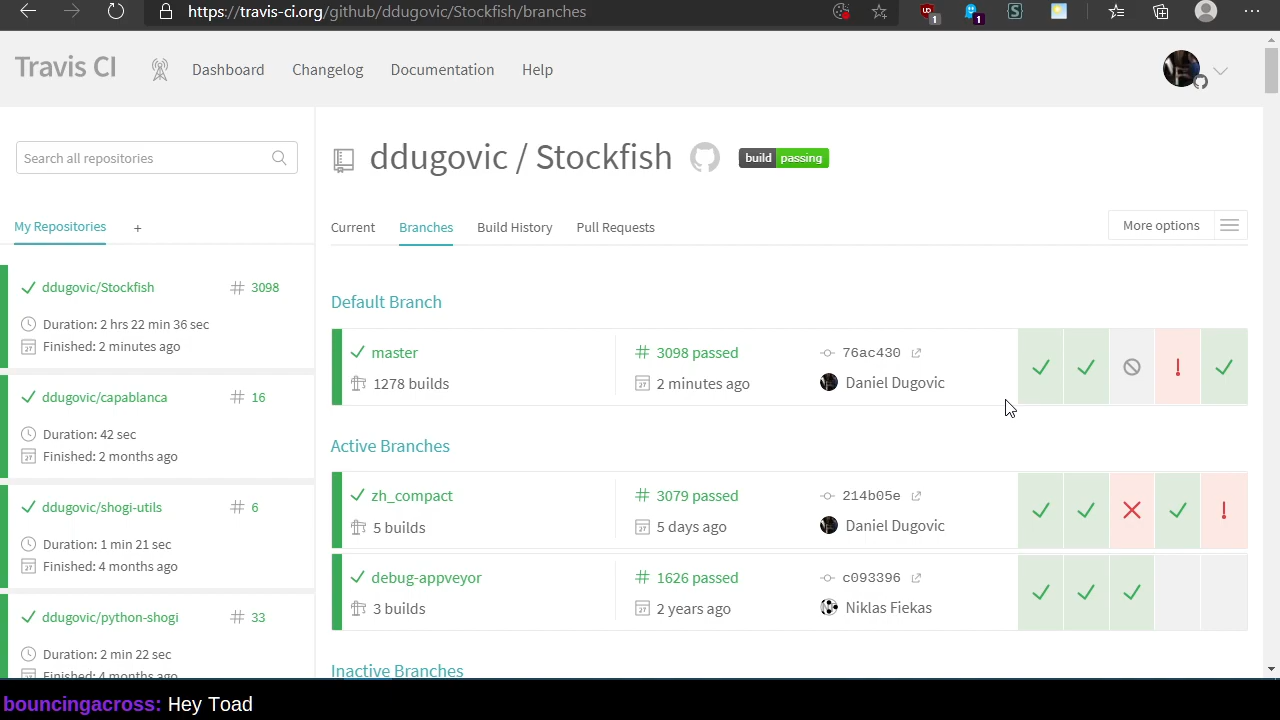 https://travis-ci.org/github/ddugovic/Stockfish/branches
1
1
Travis CI
Dashboard
Changelog
Documentation
Help
Search all repositories
My Repositories
+
ddugovic/Stockfish
# 3098
Duration: 2 hrs 22 min 36 sec
Finished: 2 minutes ago
ddugovic/capablanca
# 16
Duration: 42 sec
Finished: 2 months ago
ddugovic/shogi-utils
# 6
Duration: 1 min 21 sec
Finished: 4 months ago
ddugovic/python-shogi
# 33
Duration: 2 min 22 sec
Finished: 4 months ago
ddugovic / Stockfish
build passing
Current
Branches
Build History
Pull Requests
More options
Default Branch
master
# 3098 passed
76ac430
1278 builds
2 minutes ago
Daniel Dugovic
Active Branches
zh_compact
# 3079 passed
214b05e
5 builds
5 days ago
Daniel Dugovic
debug-appveyor
# 1626 passed
c093396
3 builds
2 years ago
Niklas Fiekas
Inactive Branches
bouncingacross: Hey Toad